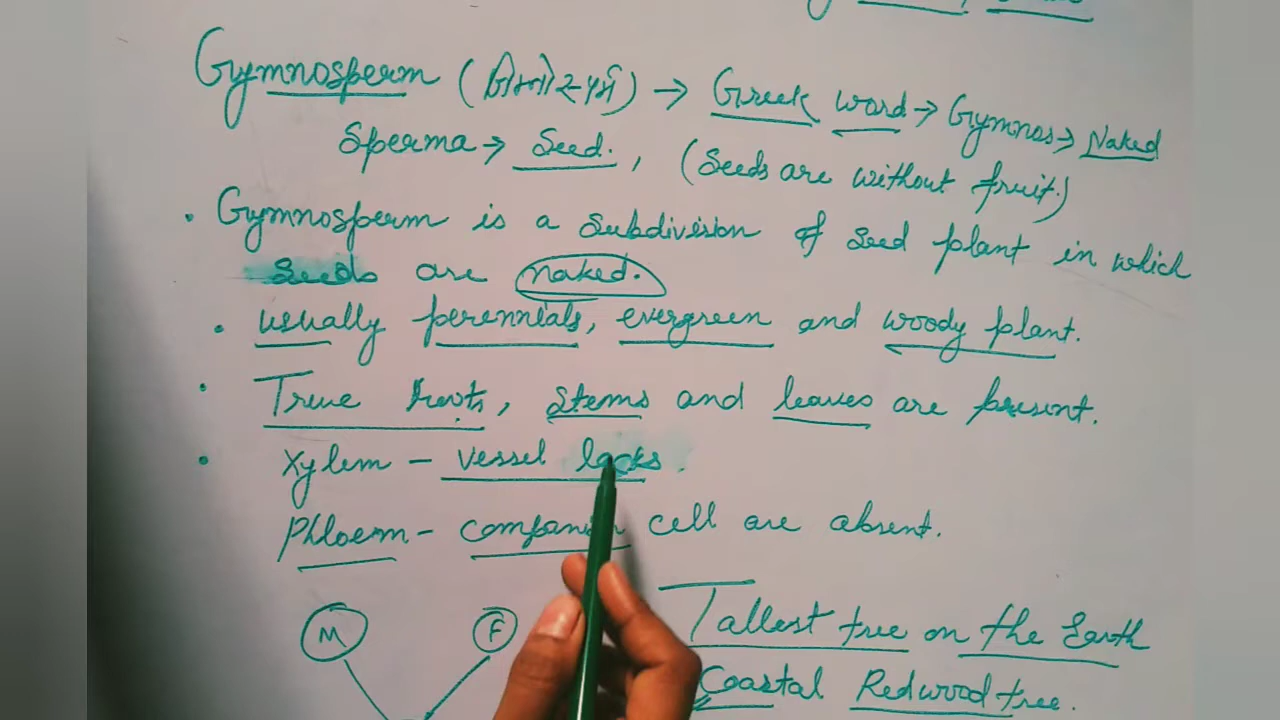 Gymnosperm () → Greek word → Gymnos → Naked
Sperma → Seed. , (Seeds are without fruit.)
• Gymnosperm is a Subdivision of Seed plant in which
Seeds are naked.
• usually perennials, evergreen and woody plant.
• True Roots, Stems and leaves are present.
• Xylem – vessel lacks.
Phloem – companion cell are absent.
M F
Tallest tree on the Earth
Coastal Redwood tree.